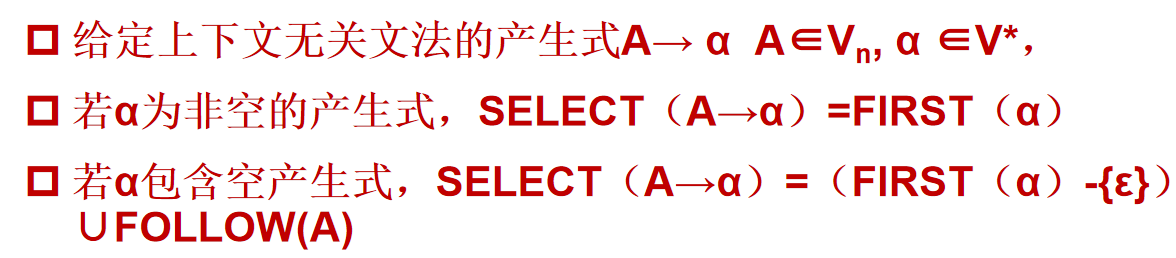 给定上下文无关文法的产生式A→ α A∈Vn, α ∈V*，
若α为非空的产生式，SELECT（A→α）=FIRST（α）
若α包含空产生式，SELECT（A→α）=（FIRST（α）-{ε}）
∪FOLLOW(A)